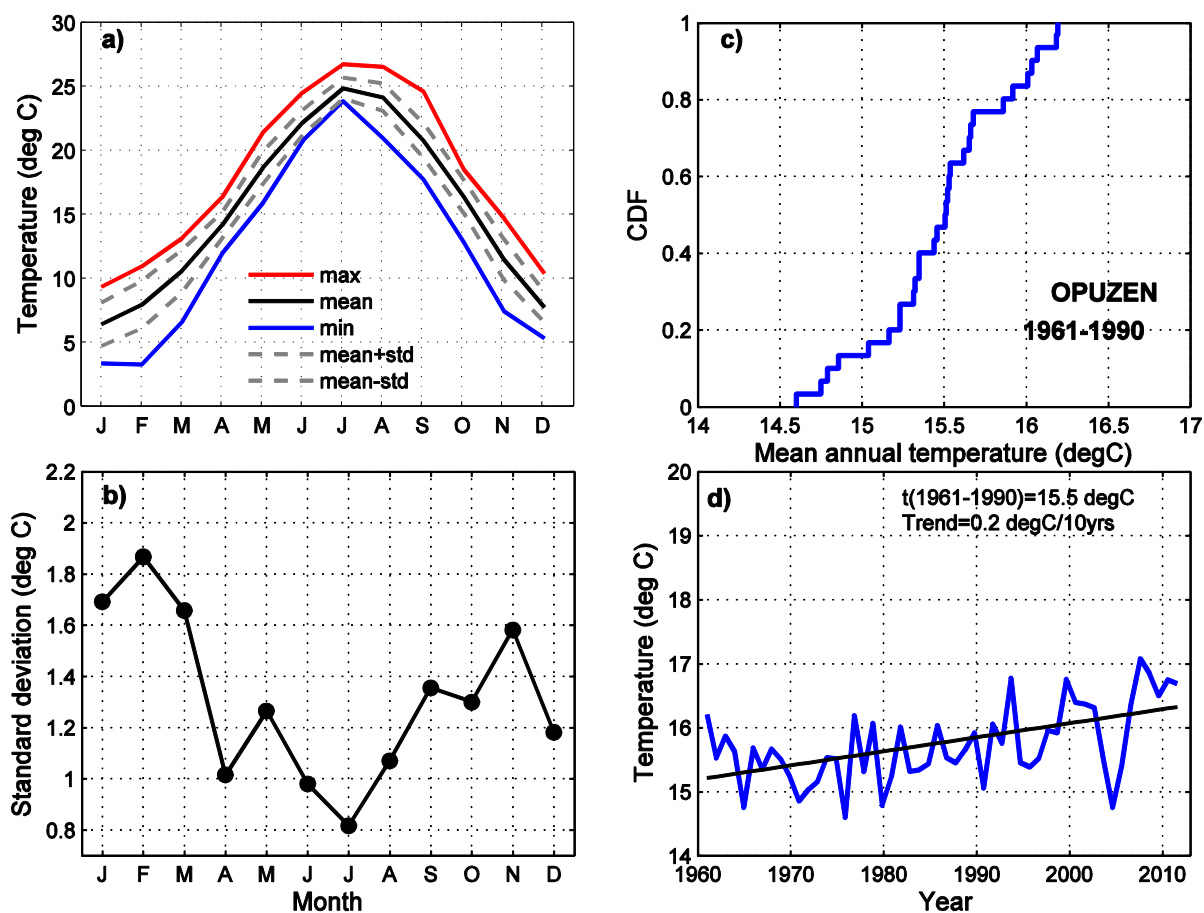 a)
30
25
20
15
10
5
0
Temperature (deg C)
max
mean
min
mean+std
mean-std
J F M A M J J A S O N D
c)
1
0.8
0.6
0.4
0.2
0
CDF
OPUZEN
1961-1990
14 14.5 15 15.5 16 16.5 17
Mean annual temperature (degC)
b)
2.2
2
1.8
1.6
1.4
1.2
1
0.8
Standard deviation (deg C)
J F M A M J J A S O N D
Month
d)
t(1961-1990)=15.5 degC
Trend=0.2 degC/10yrs
20
19
18
17
16
15
14
Temperature (deg C)
1960 1970 1980 1990 2000 2010
Year